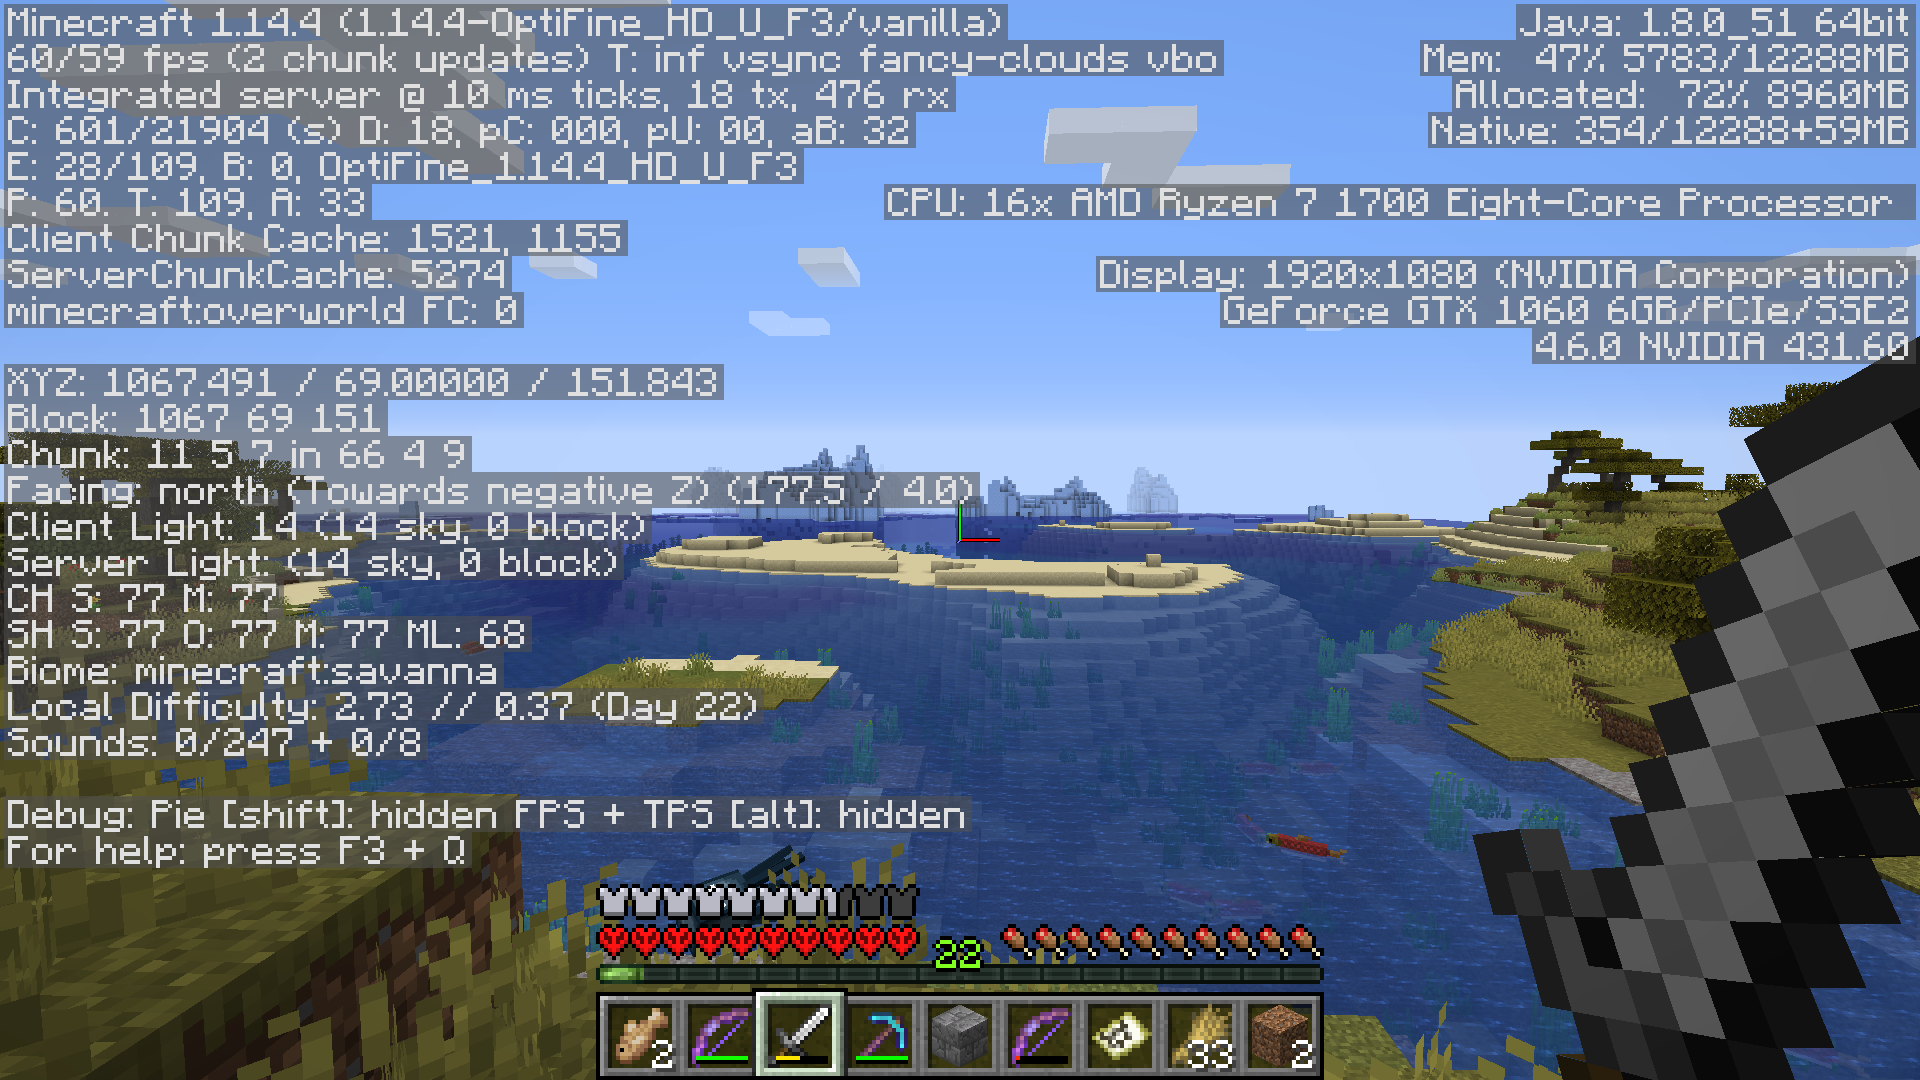 Minecraft 1.14.4 (1.14.4-OptiFine_HD_U_F3/vanilla)
60/59 fps (2 chunk updates) T: inf vsync fancy-clouds vbo
Integrated server @ 10 ms ticks, 18 tx, 476 rx
C: 601/21904 (s) D: 18, pC: 000, pU: 00, aB: 32
E: 28/109, B: 0, OptiFine_1.14.4_HD_U_F3
P: 60. T: 109, A: 33
Client Chunk Cache: 1521, 1155
ServerChunkCache: 5274
minecraft:overworld FC: 0
XYZ: 1067.491 / 69.00000 / 151.843
Block: 1067 69 151
Chunk: 11 5 7 in 66 4 9
Facing: north (Towards negative Z) (177.5 / 4.0)
Client Light: 14 (14 sky, 0 block)
Server Light: (14 sky, 0 block)
CH S: 77 M: 77
SH S: 77 O: 77 M: 77 ML: 68
Biome: minecraft:savanna
Local Difficulty: 2.73 // 0.37 (Day 22)
Sounds: 0/247 + 0/8
Debug: Pie [shift]: hidden FPS + TPS [alt]: hidden
For help: press F3 + Q
Java: 1.8.0_51 64bit
Mem: 47% 5783/12288MB
Allocated: 72% 8960MB
Native: 354/12288+59MB
CPU: 16x AMD Ryzen 7 1700 Eight-Core Processor
Display: 1920x1080 (NVIDIA Corporation)
GeForce GTX 1060 6GB/PCIe/SSE2
4.6.0 NVIDIA 431.60
22
2
33
2